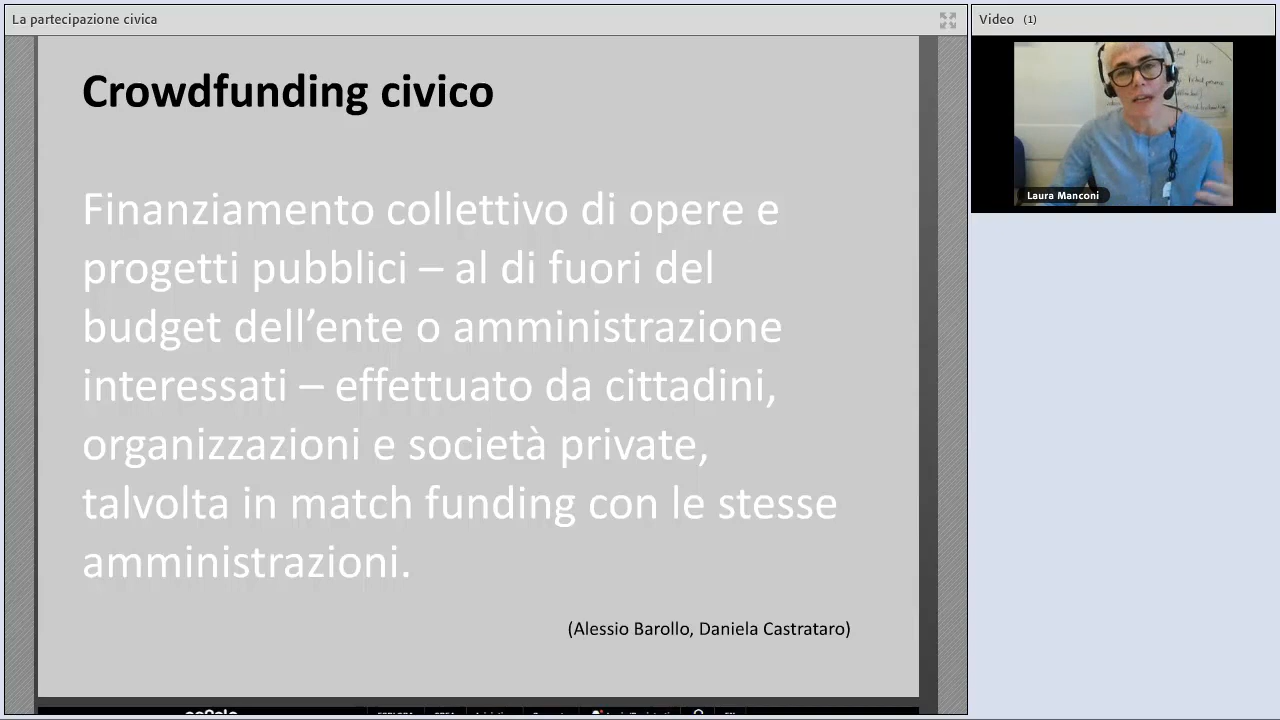 La partecipazione civica
Video (1)
Crowdfunding civico
Finanziamento collettivo di opere e
progetti pubblici – al di fuori del
budget dell’ente o amministrazione
interessati – effettuato da cittadini,
organizzazioni e società private,
talvolta in match funding con le stesse
amministrazioni.
(Alessio Barollo, Daniela Castrataro)
Laura Manconi